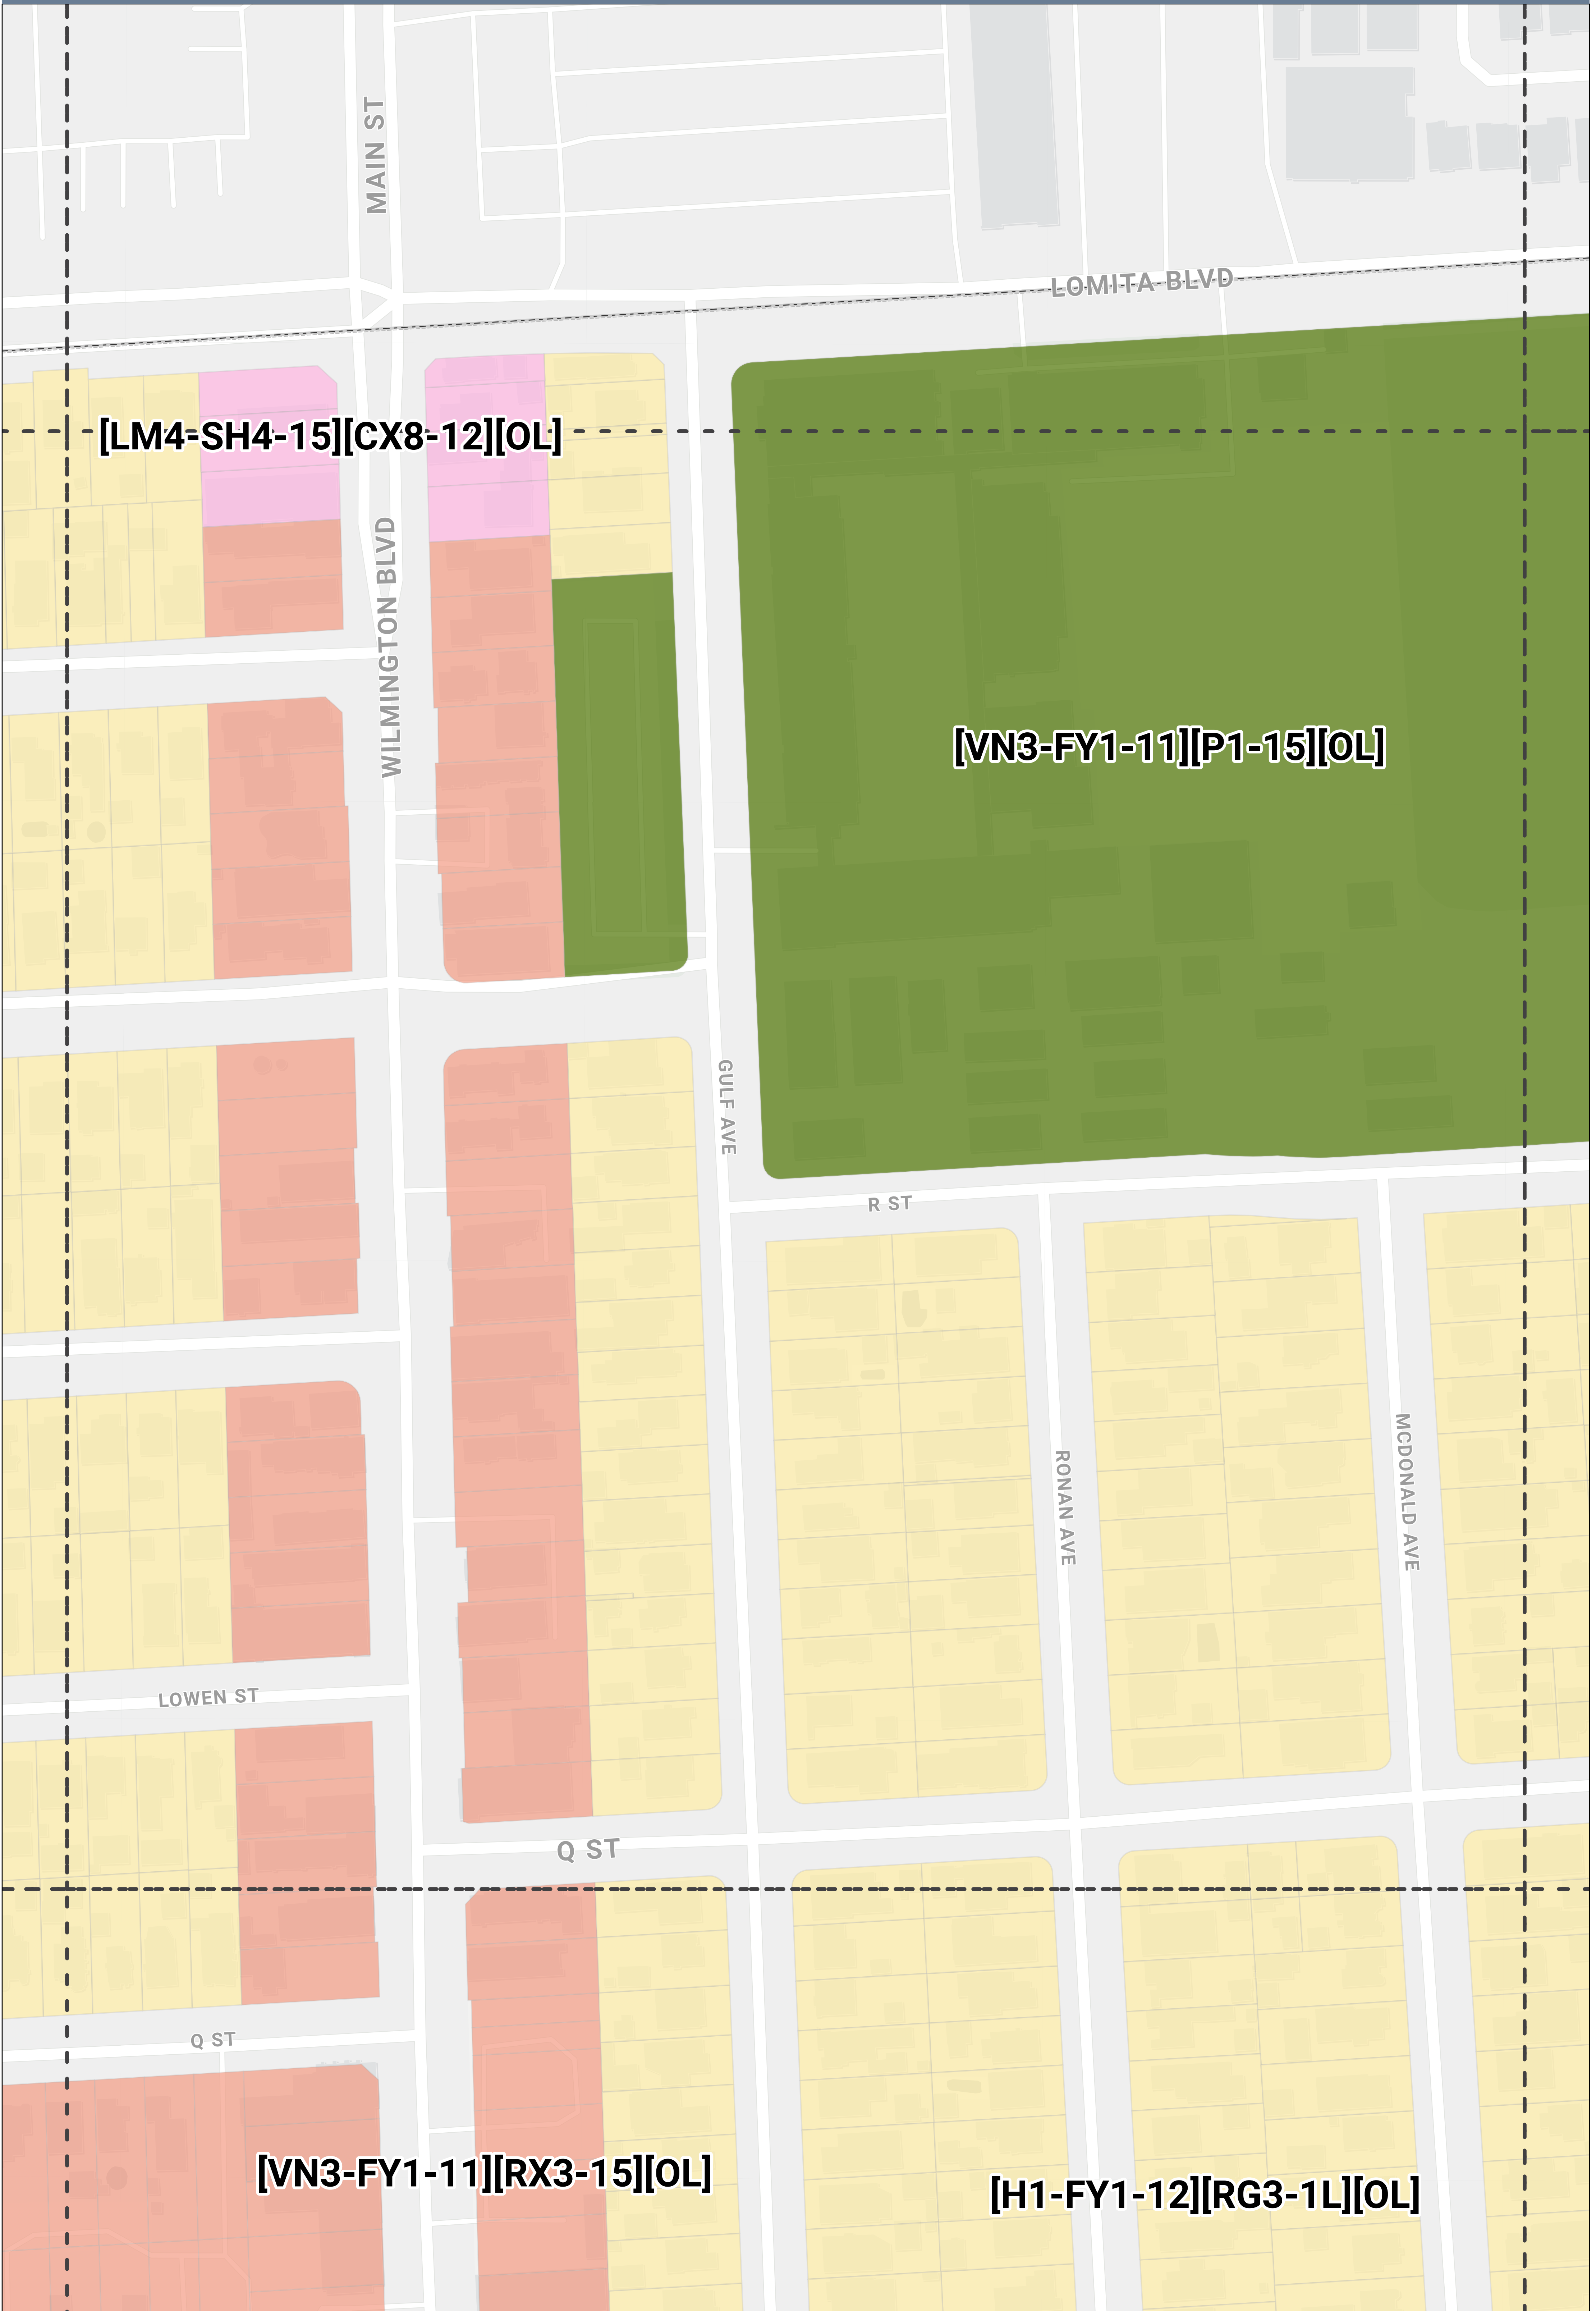 MAIN ST
LOMITA BLVD
[LM4-SH4-15][CX8-12][OL]
WILMINGTON BLVD
[VN3-FY1-11][P1-15][OL]
GULF AVE
R ST
RONAN AVE
MCDONALD AVE
LOWEN ST
Q ST
Q ST
[VN3-FY1-11][RX3-15][OL]
[H1-FY1-12][RG3-1L][OL]